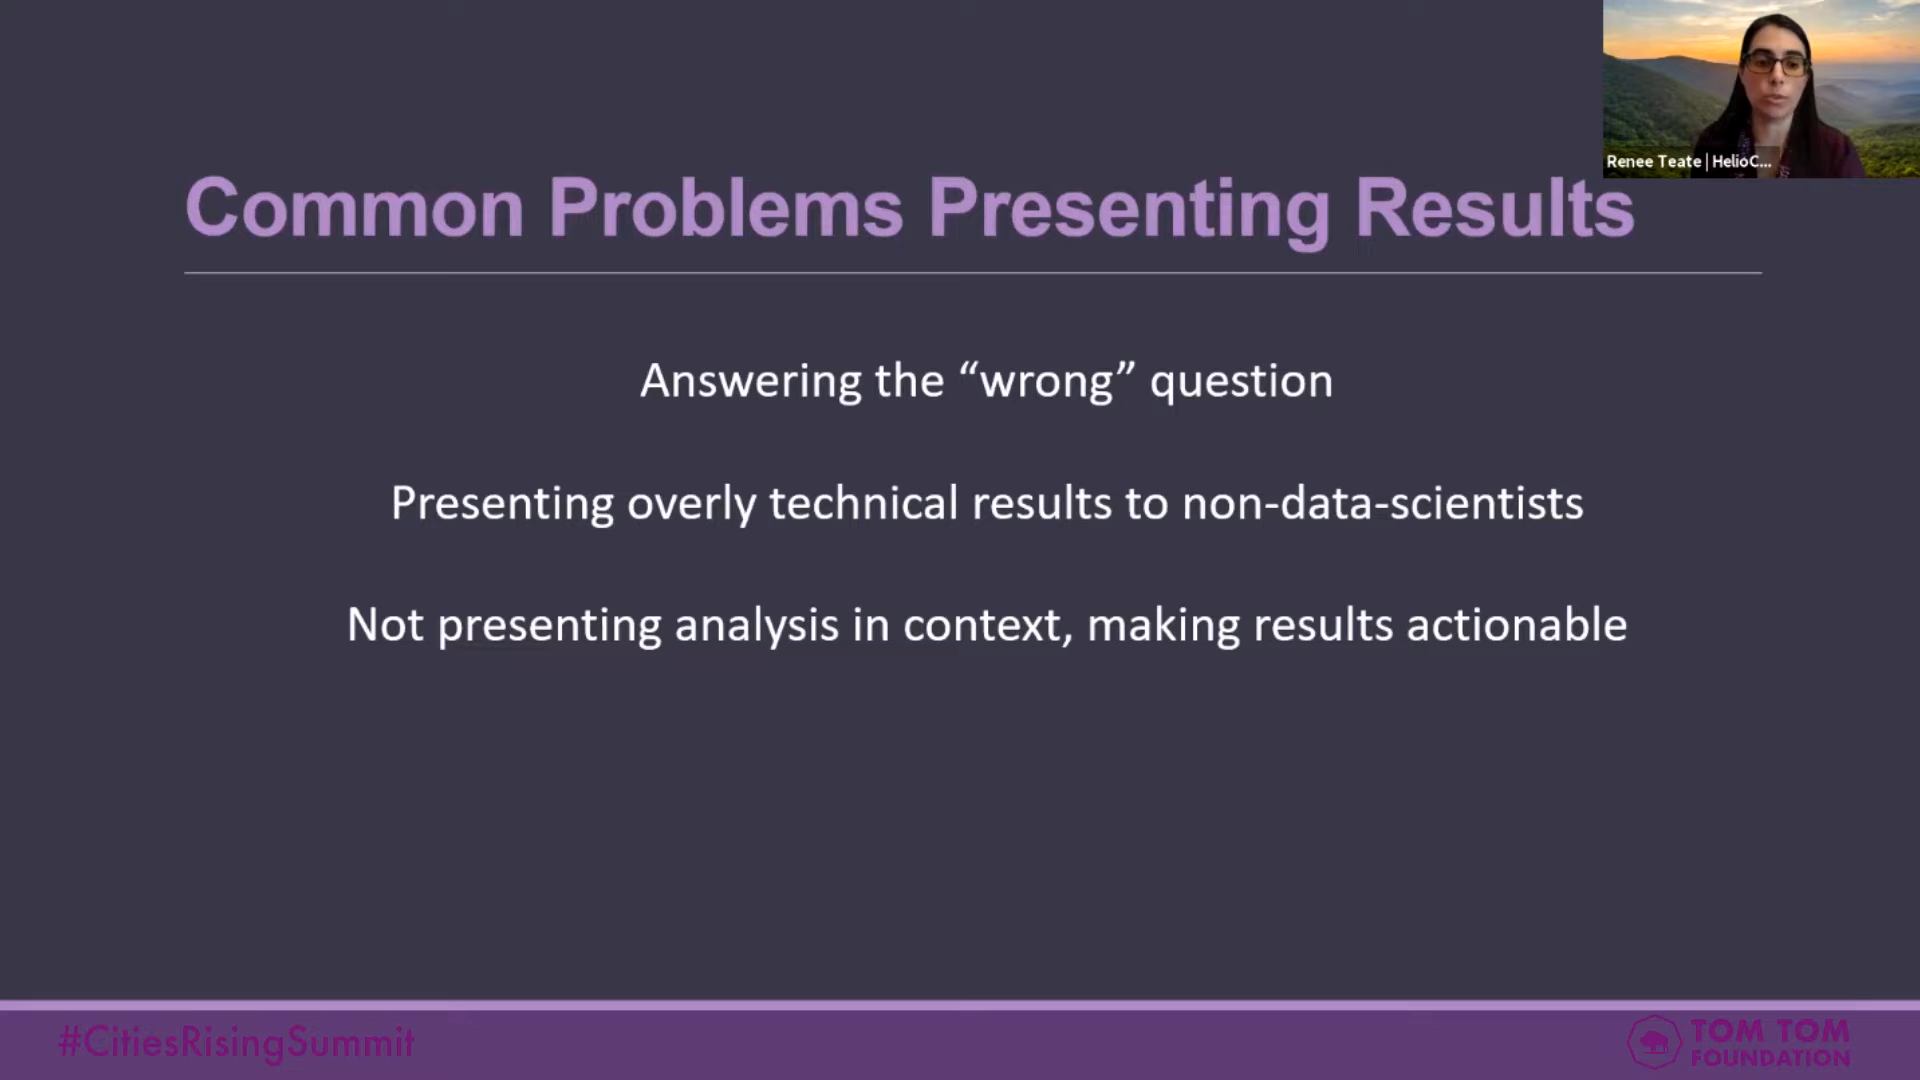 Renee Teate | HelioC...
Common Problems Presenting Results
Answering the “wrong” question
Presenting overly technical results to non-data-scientists
Not presenting analysis in context, making results actionable
#CitiesRisingSummit
TOM TOM
FOUNDATION